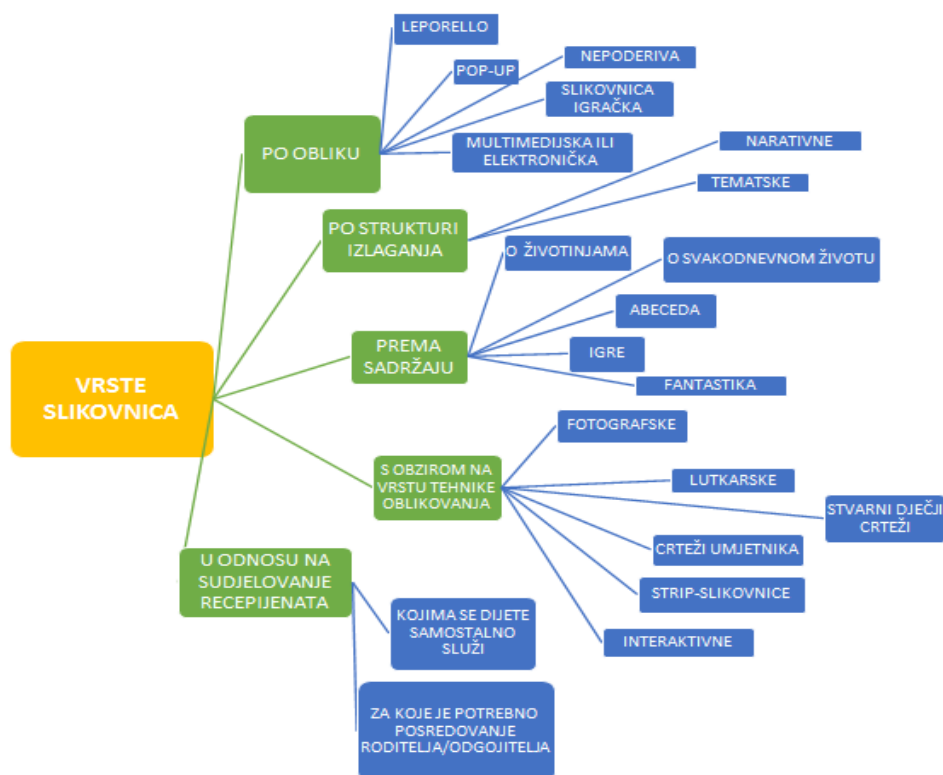 VRSTE
SLIKOVNICA
PO OBLIKU
LEPORELLO
POP-UP
NEPODERIVA
SLIKOVNICA
IGRAČKA
MULTIMEDIJSKA ILI
ELEKTRONIČKA
PO STRUKTURI
IZLAGANJA
NARATIVNE
TEMATSKE
PREMA
SADRŽAJU
O ŽIVOTINJAMA
O SVAKODNEVNOM ŽIVOTU
ABECEDA
IGRE
FANTASTIKA
S OBZIROM NA
VRSTU TEHNIKE
OBLIKOVANJA
FOTOGRAFSKE
LUTKARSKE
STVARNI DJEČJI
CRTEŽI
CRTEŽI UMJETNIKA
STRIP-SLIKOVNICE
INTERAKTIVNE
U ODNOSU NA
SUDJELOVANJE
RECEPIJENATA
KOJIMA SE DIJETE
SAMOSTALNO
SLUŽI
ZA KOJE JE POTREBNO
POSREDOVANJE
RODITELJA/ODGOJITELJA